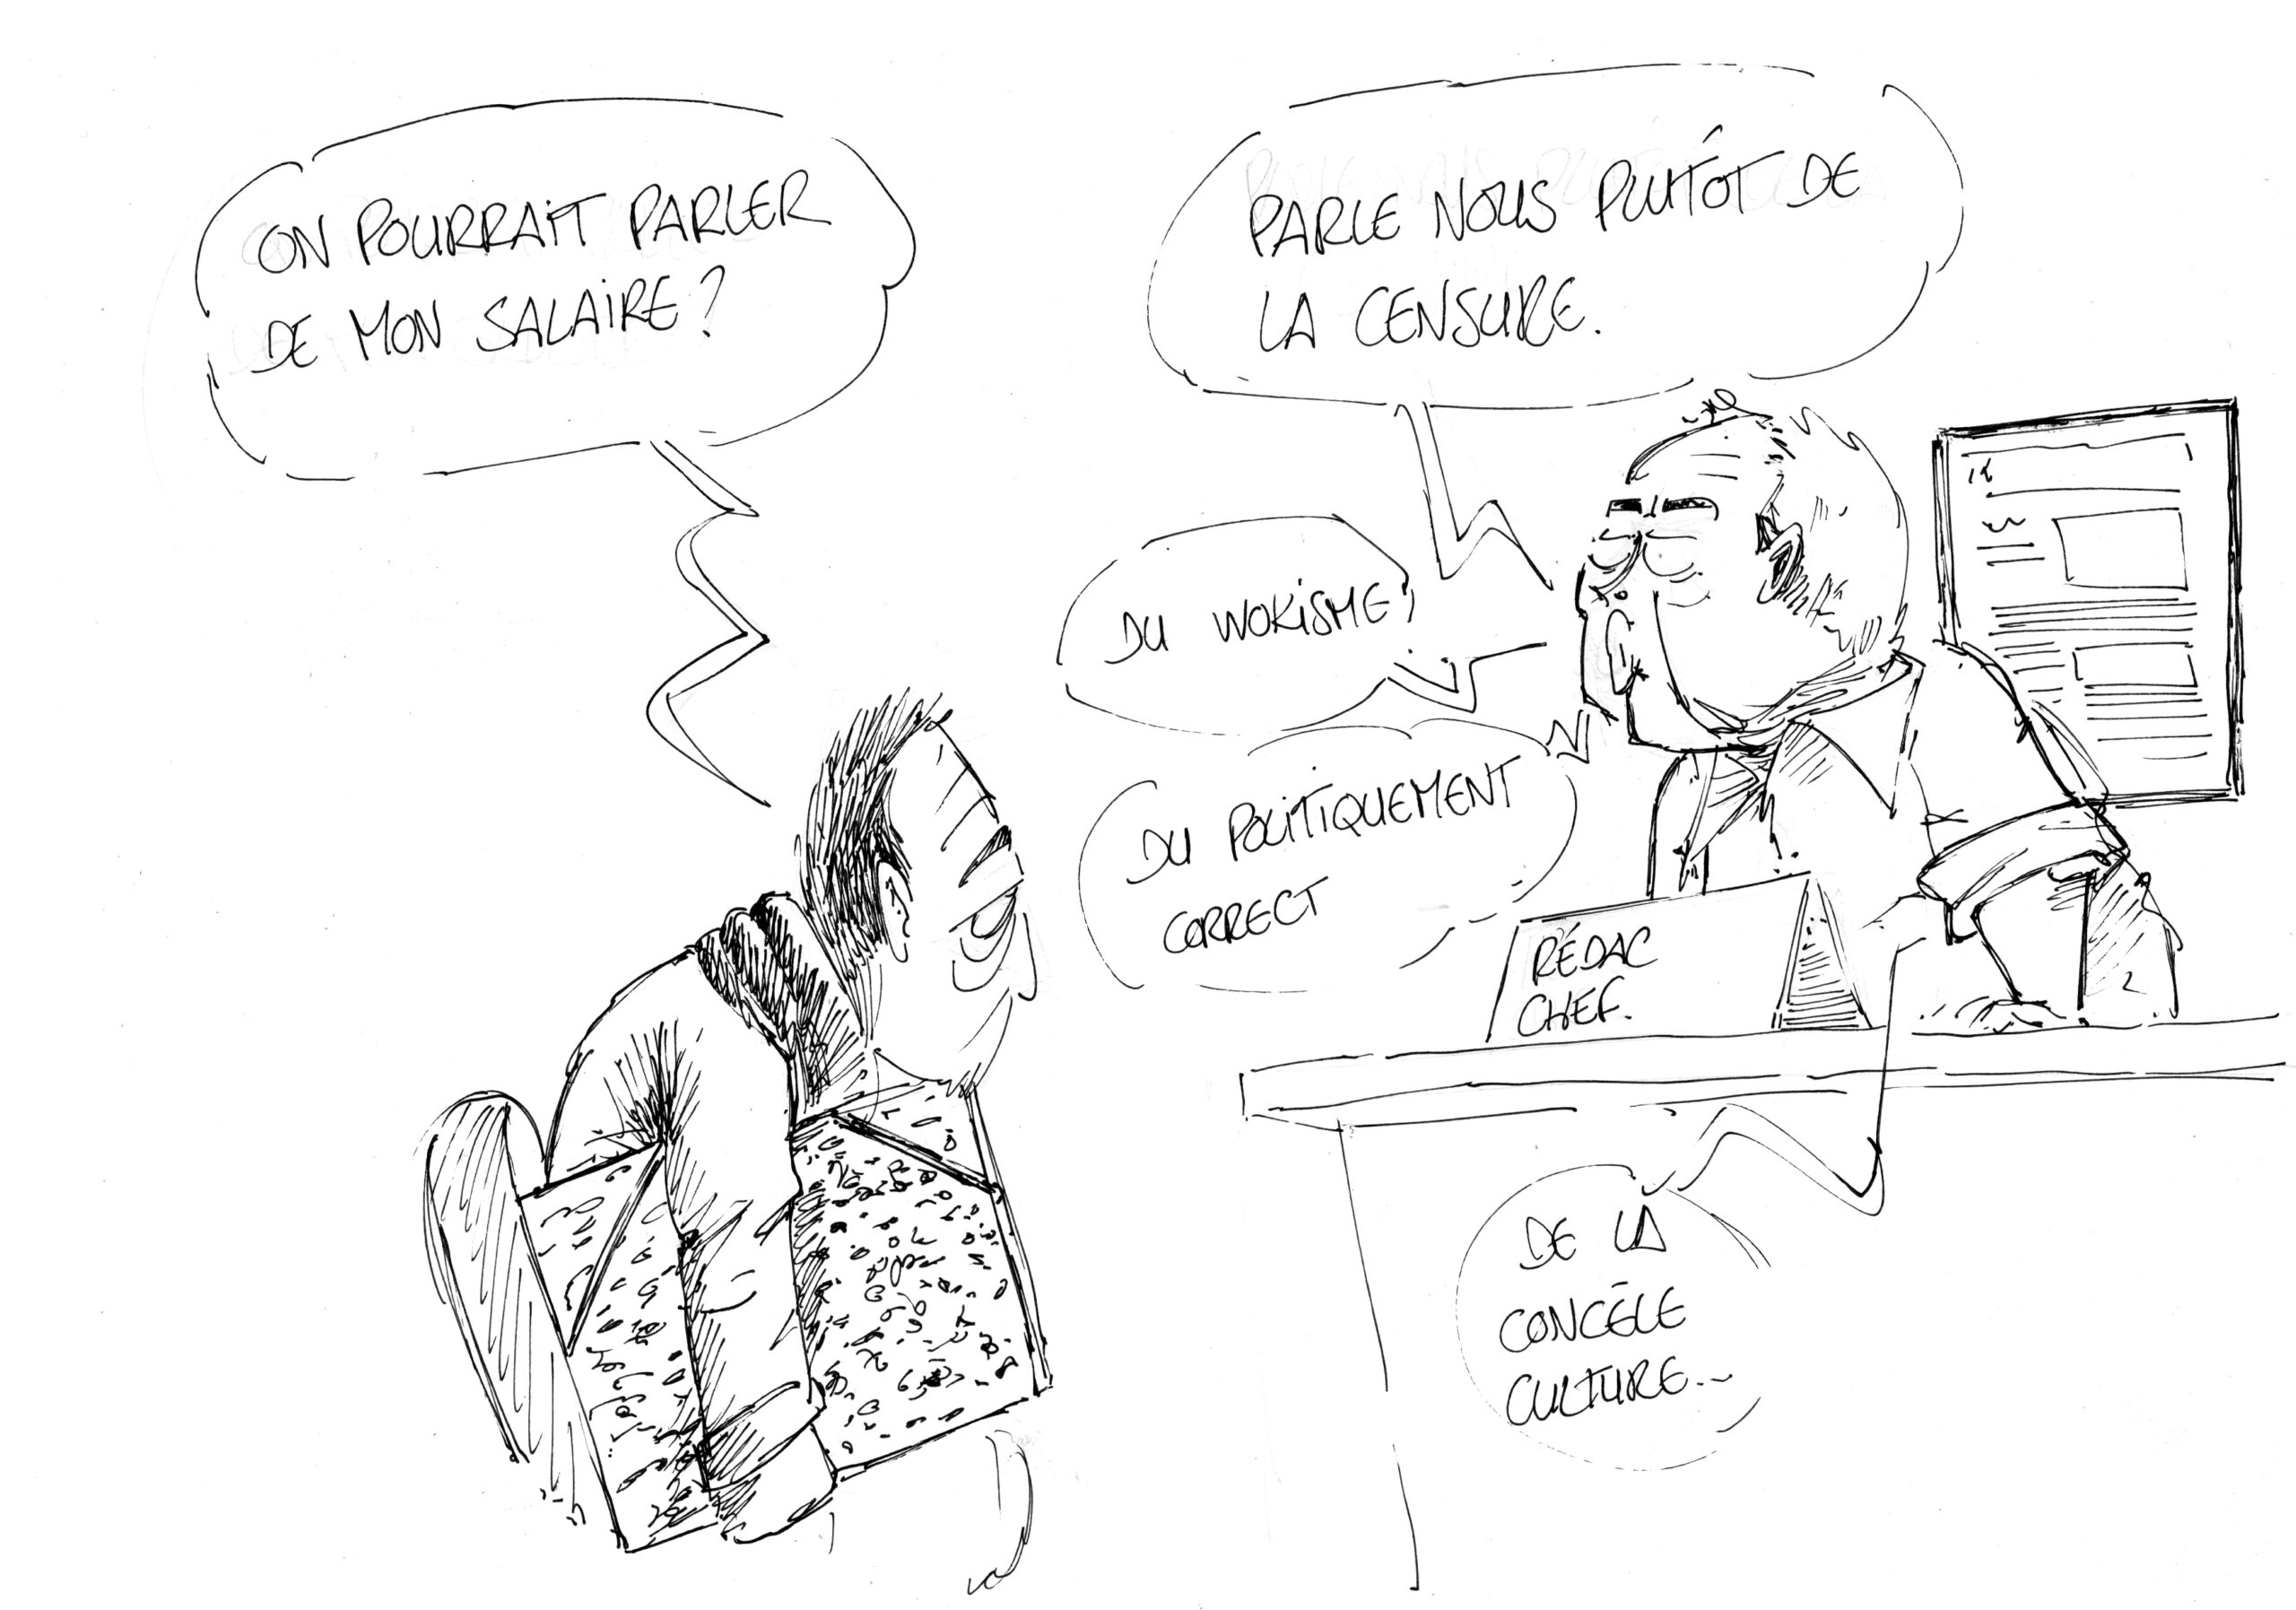 ON POURRAIT PARLER
DE MON SALAIRE?
PARLE NOUS PLUTÔT DE
LA CENSURE.
DU WOKISME,
DU POLITIQUEMENT
CORRECT
RÉDAC
CHEF.
DE LA
CONCÈLE
CULTURE...